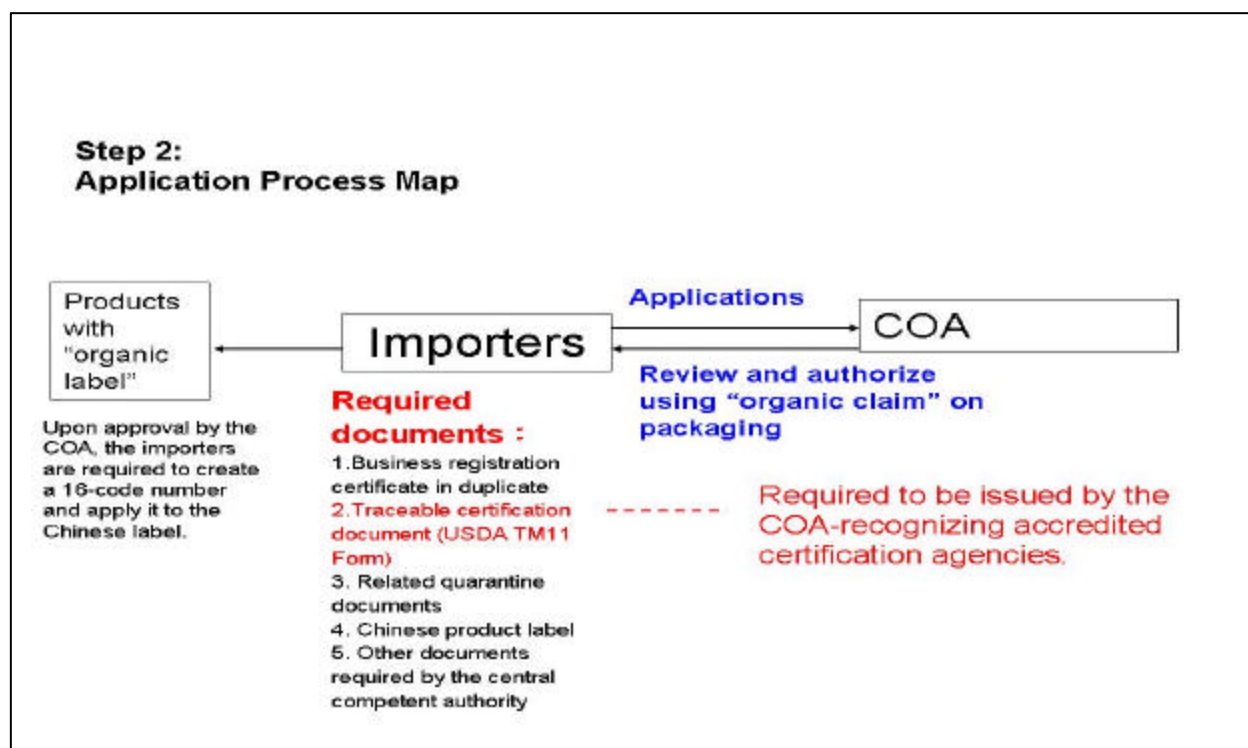 Step 2:
Application Process Map
Products
with
“organic
label”
Upon approval by the
COA, the importers
are required to create
a 16-code number
and apply it to the
Chinese label.
Importers
Required
documents：
1.Business registration
certificate in duplicate
2.Traceable certification
document (USDA TM11
Form)
3. Related quarantine
documents
4. Chinese product label
5. Other documents
required by the central
competent authority
Applications
COA
Review and authorize
using “organic claim” on
packaging
Required to be issued by the
COA-recognizing accredited
certification agencies.